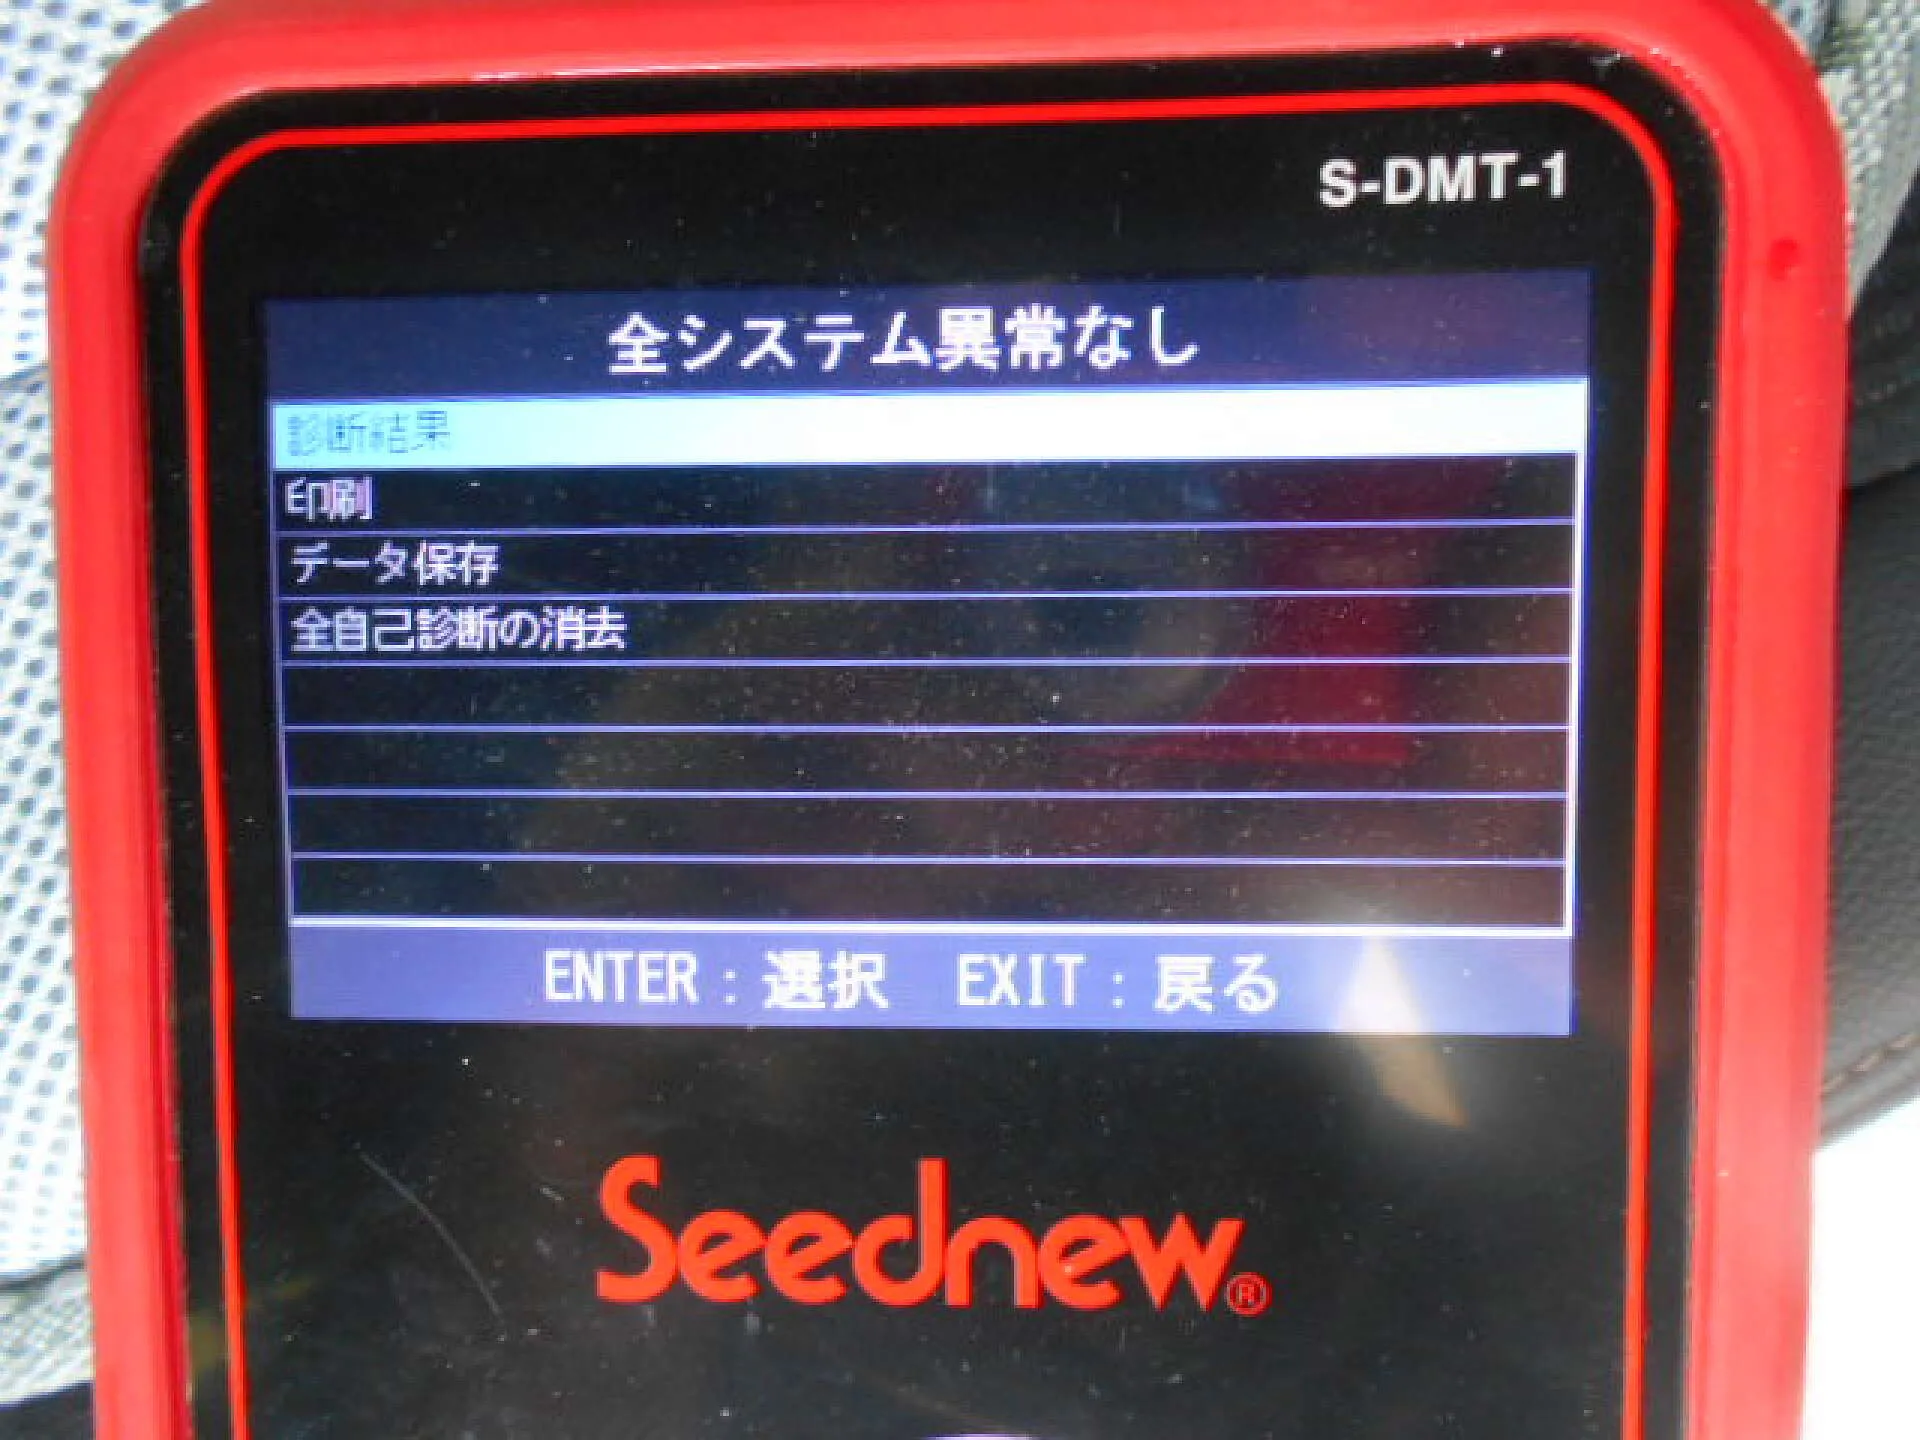 S-DMT-1
全システム異常なし
診断結果
印刷
データ保存
全自己診断の消去
ENTER：選択　EXIT：戻る
Seednew®